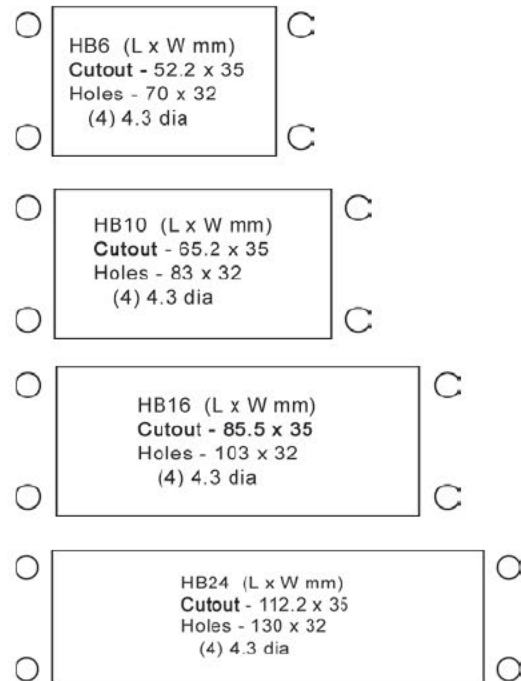 HB6 (L x W mm)
Cutout - 52.2 x 35
Holes - 70 x 32
(4) 4.3 dia
HB10 (L x W mm)
Cutout - 65.2 x 35
Holes - 83 x 32
(4) 4.3 dia
HB16 (L x W mm)
Cutout - 85.5 x 35
Holes - 103 x 32
(4) 4.3 dia
HB24 (L x W mm)
Cutout - 112.2 x 35
Holes - 130 x 32
(4) 4.3 dia